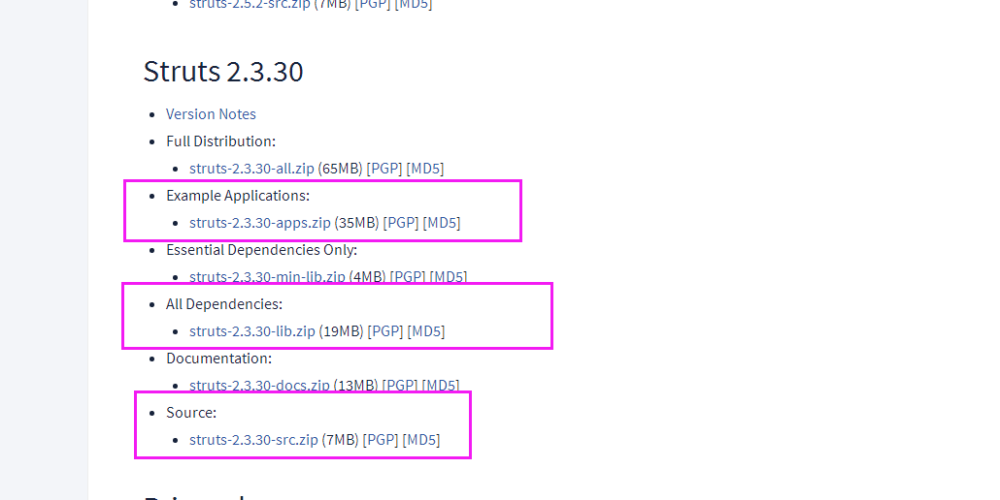 struts-2.5.2-src.zip (7MB) [PGP] [MD5]
Struts 2.3.30
Version Notes
Full Distribution:
struts-2.3.30-all.zip (65MB) [PGP] [MD5]
Example Applications:
struts-2.3.30-apps.zip (35MB) [PGP] [MD5]
Essential Dependencies Only:
struts-2.3.30-min-lib.zip (4MB) [PGP] [MD5]
All Dependencies:
struts-2.3.30-lib.zip (19MB) [PGP] [MD5]
Documentation:
struts-2.3.30-docs.zip (13MB) [PGP] [MD5]
Source:
struts-2.3.30-src.zip (7MB) [PGP] [MD5]